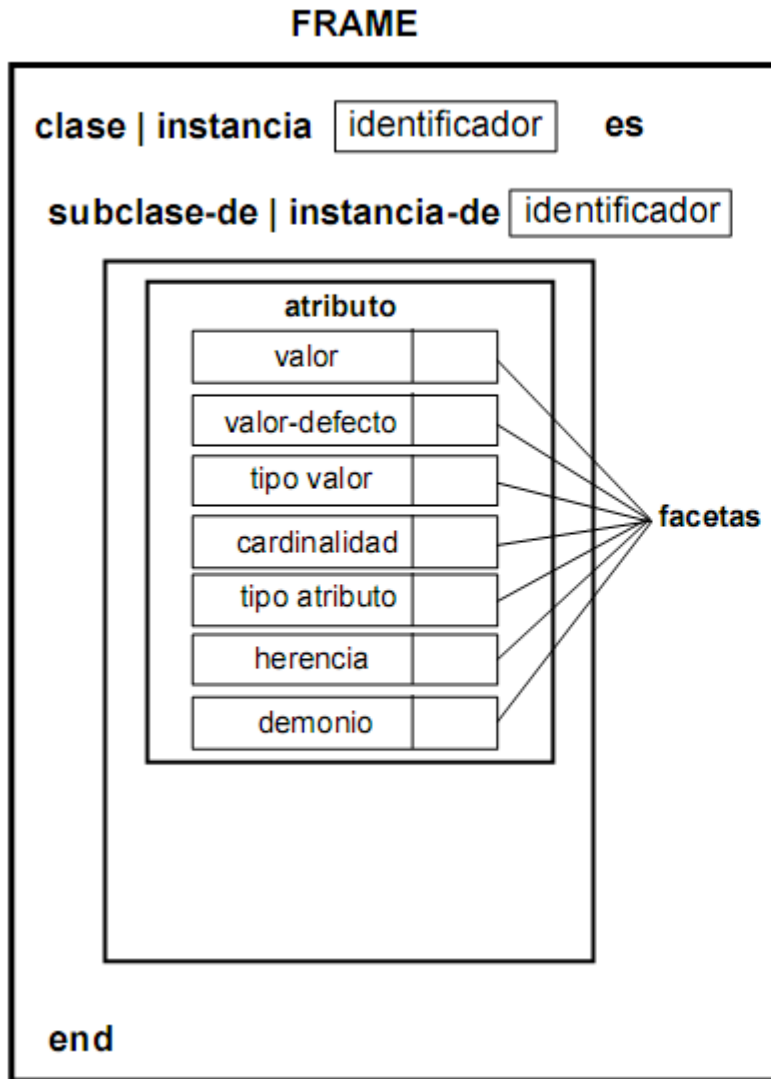 FRAME
clase | instancia identificador es
subclase-de | instancia-de identificador
atributo
valor
valor-defecto
tipo valor
cardinalidad
facetas
tipo atributo
herencia
demonio
end